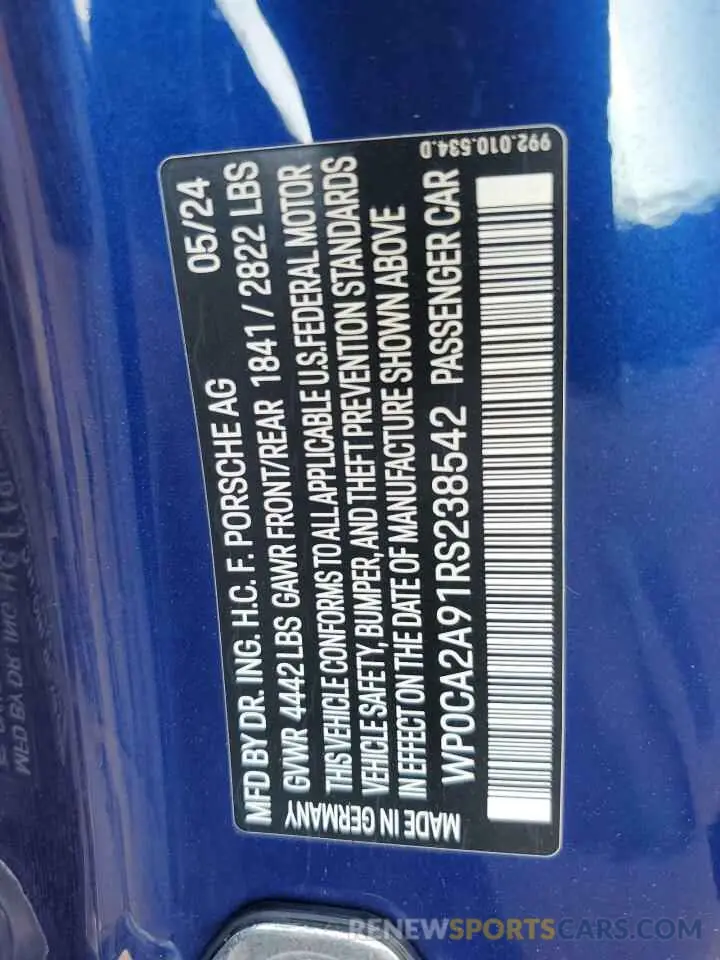 MFD BY DR. ING. H.C. F. PORSCHE AG 05/24
GVWR 4442 LBS GAWR FRONT/REAR 1841 / 2822 LBS
THIS VEHICLE CONFORMS TO ALL APPLICABLE U.S. FEDERAL MOTOR
VEHICLE SAFETY, BUMPER, AND THEFT PREVENTION STANDARDS
IN EFFECT ON THE DATE OF MANUFACTURE SHOWN ABOVE
WP0CA2A91RS238542 PASSENGER CAR
MADE IN GERMANY
992.010.534.D
RENEWSPORTSCARS.COM